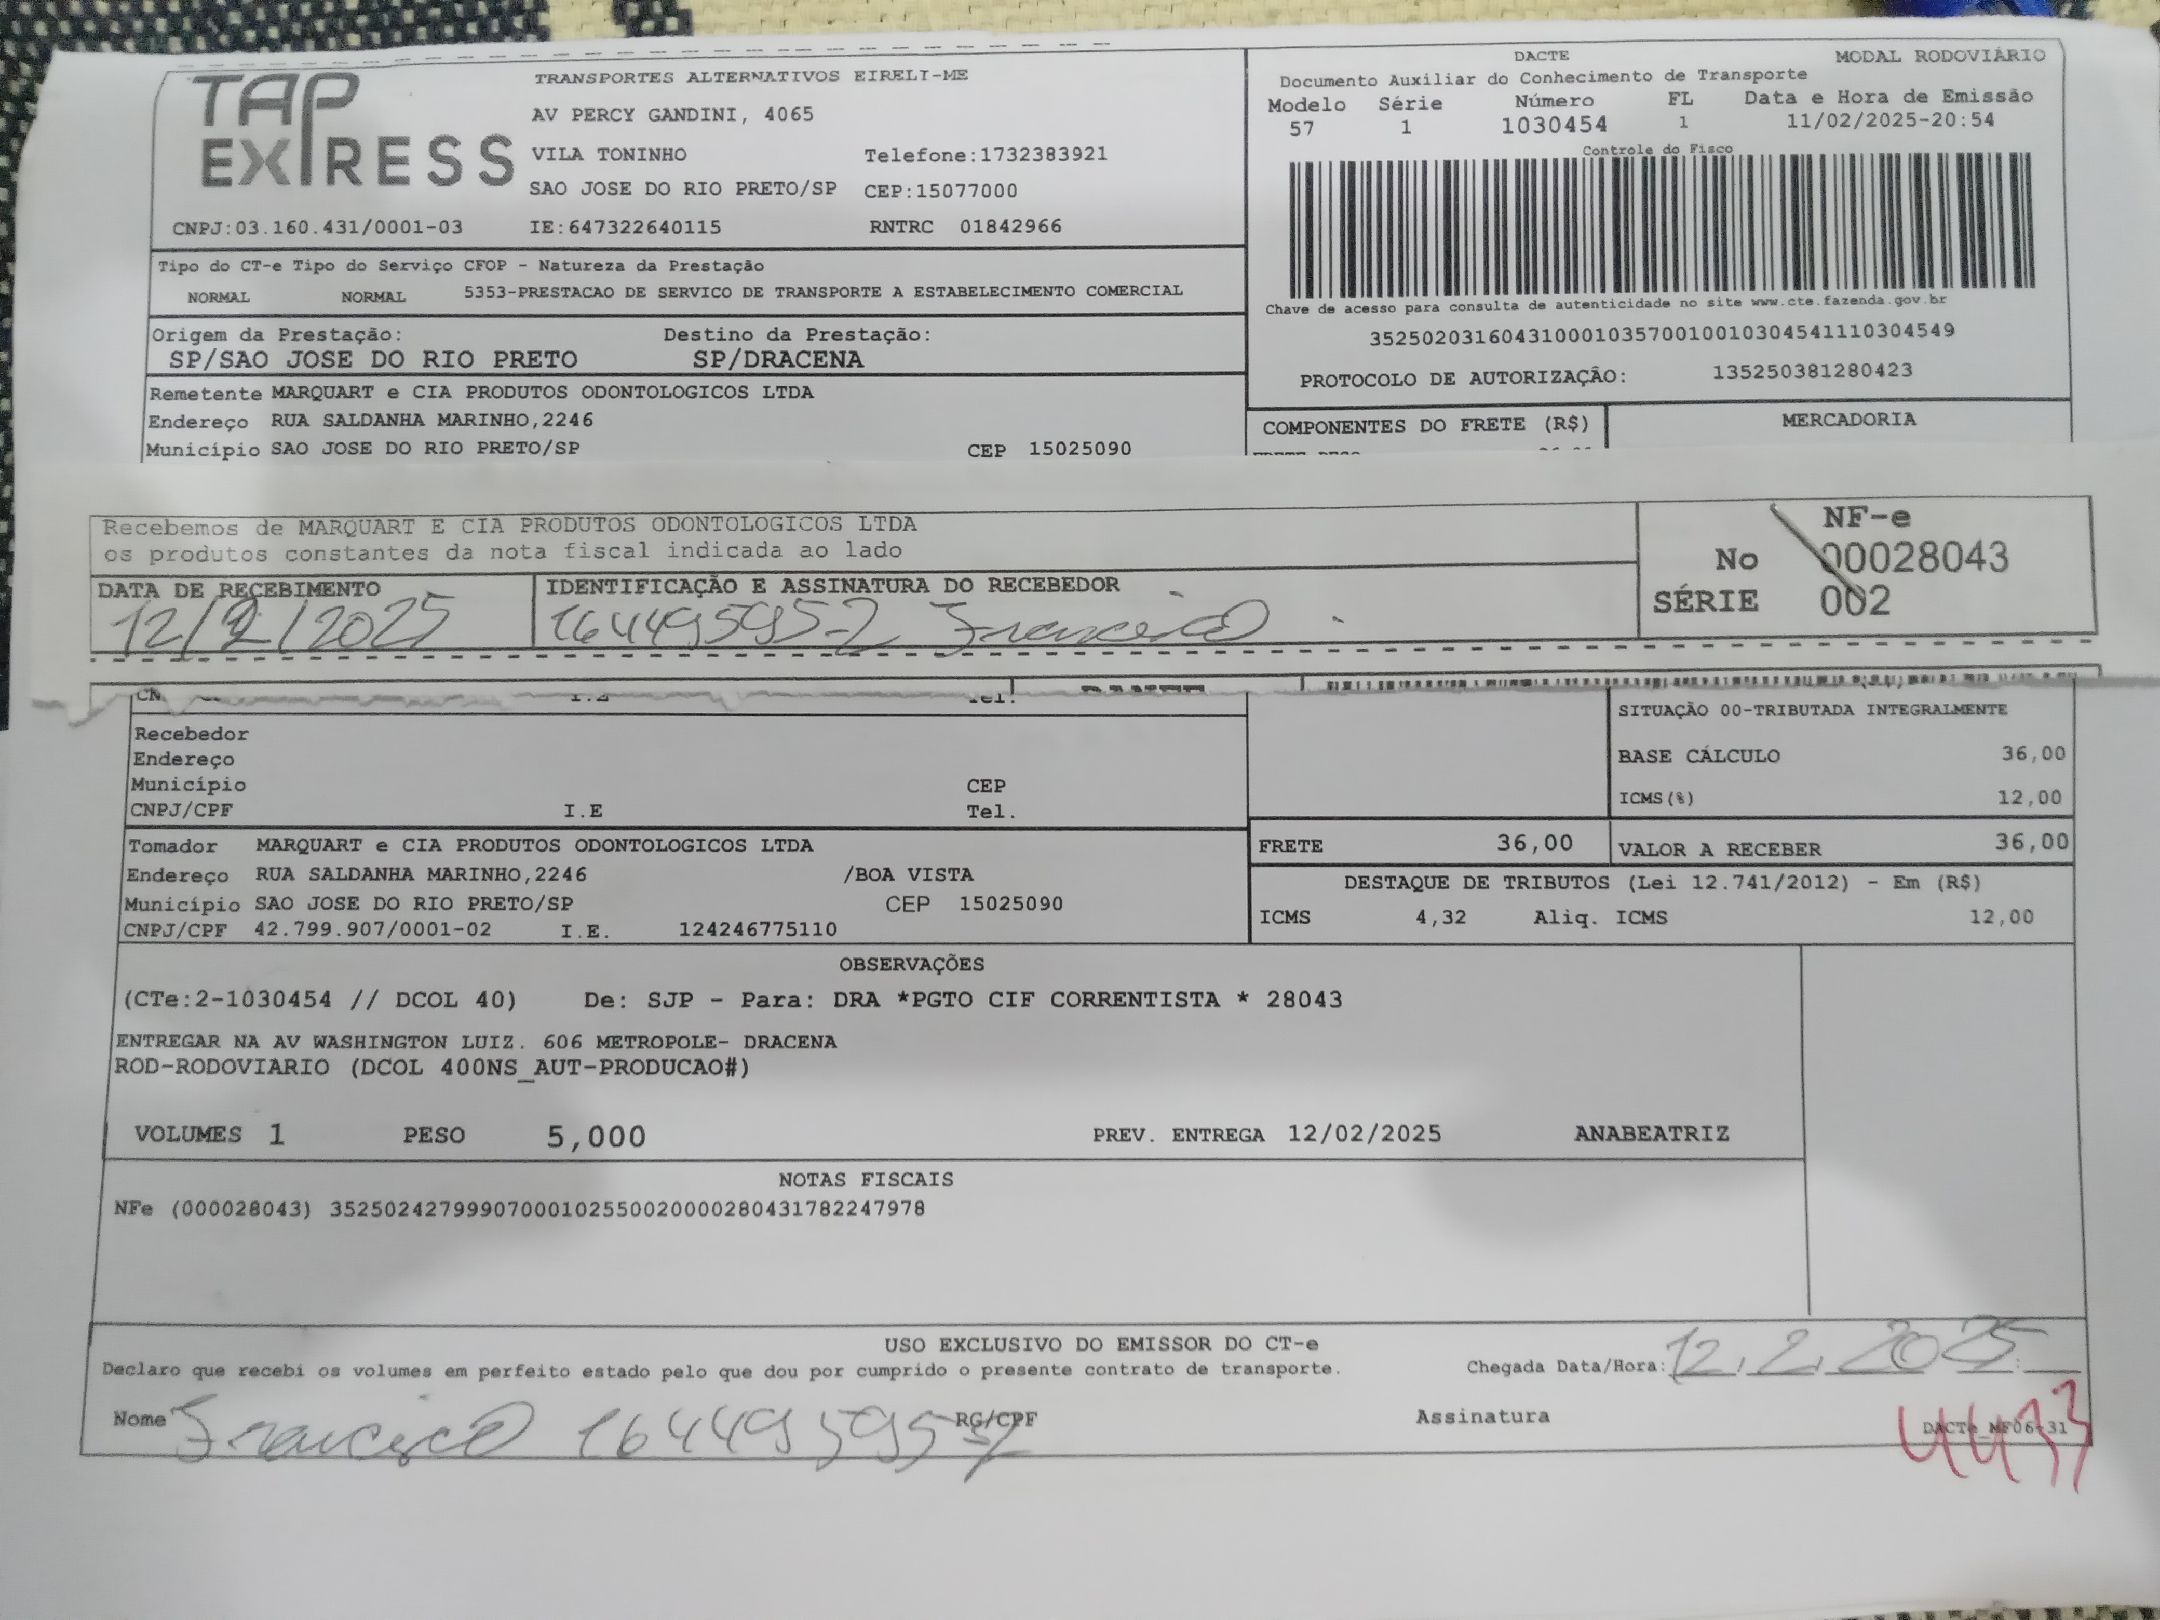 TAP EXPRESS
TRANSPORTES ALTERNATIVOS EIRELI-ME
AV PERCY GANDINI, 4065
VILA TONINHO Telefone:1732383921
SAO JOSE DO RIO PRETO/SP CEP:15077000
CNPJ:03.160.431/0001-03 IE:647322640115 RNTRC 01842966
DACTE MODAL RODOVIÁRIO
Documento Auxiliar do Conhecimento de Transporte
Modelo Série Número FL Data e Hora de Emissão
57 1 1030454 1 11/02/2025-20:54
Controle do Fisco
Chave de acesso para consulta de autenticidade no site www.cte.fazenda.gov.br
35250203160431000103570010010304541110304549
PROTOCOLO DE AUTORIZAÇÃO: 135250381280423
Tipo do CT-e Tipo do Serviço CFOP - Natureza da Prestação
NORMAL NORMAL 5353-PRESTACAO DE SERVICO DE TRANSPORTE A ESTABELECIMENTO COMERCIAL
Origem da Prestação: Destino da Prestação:
SP/SAO JOSE DO RIO PRETO SP/DRACENA
Remetente MARQUART e CIA PRODUTOS ODONTOLOGICOS LTDA
Endereço RUA SALDANHA MARINHO,2246
Município SAO JOSE DO RIO PRETO/SP CEP 15025090
COMPONENTES DO FRETE (R$) MERCADORIA
Recebemos de MARQUART E CIA PRODUTOS ODONTOLOGICOS LTDA
os produtos constantes da nota fiscal indicada ao lado
DATA DE RECEBIMENTO IDENTIFICAÇÃO E ASSINATURA DO RECEBEDOR
12/2/2025 164495952 Francisco
NF-e
No 00028043
SÉRIE 002
Recebedor
Endereço
Município CEP
CNPJ/CPF I.E Tel.
SITUAÇÃO 00-TRIBUTADA INTEGRALMENTE
BASE CÁLCULO 36,00
ICMS(%) 12,00
FRETE 36,00 VALOR A RECEBER 36,00
DESTAQUE DE TRIBUTOS (Lei 12.741/2012) - Em (R$)
ICMS 4,32 Aliq. ICMS 12,00
Tomador MARQUART e CIA PRODUTOS ODONTOLOGICOS LTDA
Endereço RUA SALDANHA MARINHO,2246 /BOA VISTA
Município SAO JOSE DO RIO PRETO/SP CEP 15025090
CNPJ/CPF 42.799.907/0001-02 I.E. 124246775110
OBSERVAÇÕES
(CTe:2-1030454 // DCOL 40) De: SJP - Para: DRA *PGTO CIF CORRENTISTA * 28043
ENTREGAR NA AV WASHINGTON LUIZ. 606 METROPOLE- DRACENA
ROD-RODOVIARIO (DCOL 400NS_AUT-PRODUCAO#)
VOLUMES 1 PESO 5,000 PREV. ENTREGA 12/02/2025 ANABEATRIZ
NOTAS FISCAIS
NFe (000028043) 35250242799907000102550020000280431782247978
USO EXCLUSIVO DO EMISSOR DO CT-e
Declaro que recebi os volumes em perfeito estado pelo que dou por cumprido o presente contrato de transporte. Chegada Data/Hora: 12.2.2025
Nome Francisco RG/CPF Assinatura
DACTe_MF06-31